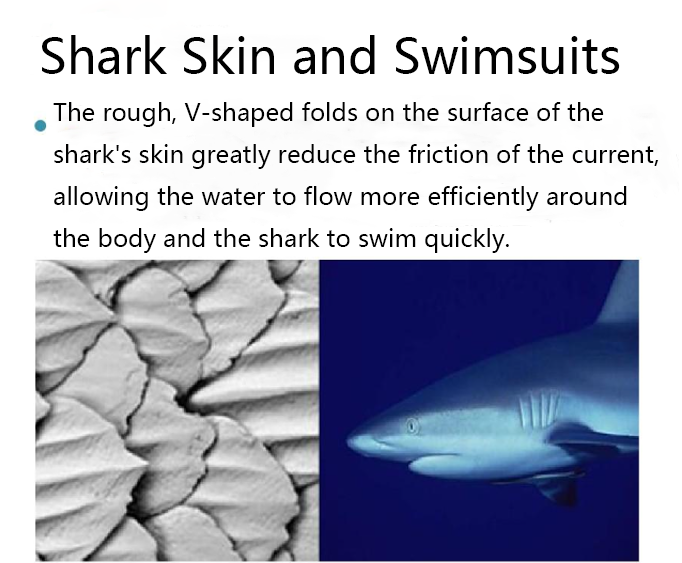 Shark Skin and Swimsuits
The rough, V-shaped folds on the surface of the
shark's skin greatly reduce the friction of the current,
allowing the water to flow more efficiently around
the body and the shark to swim quickly.